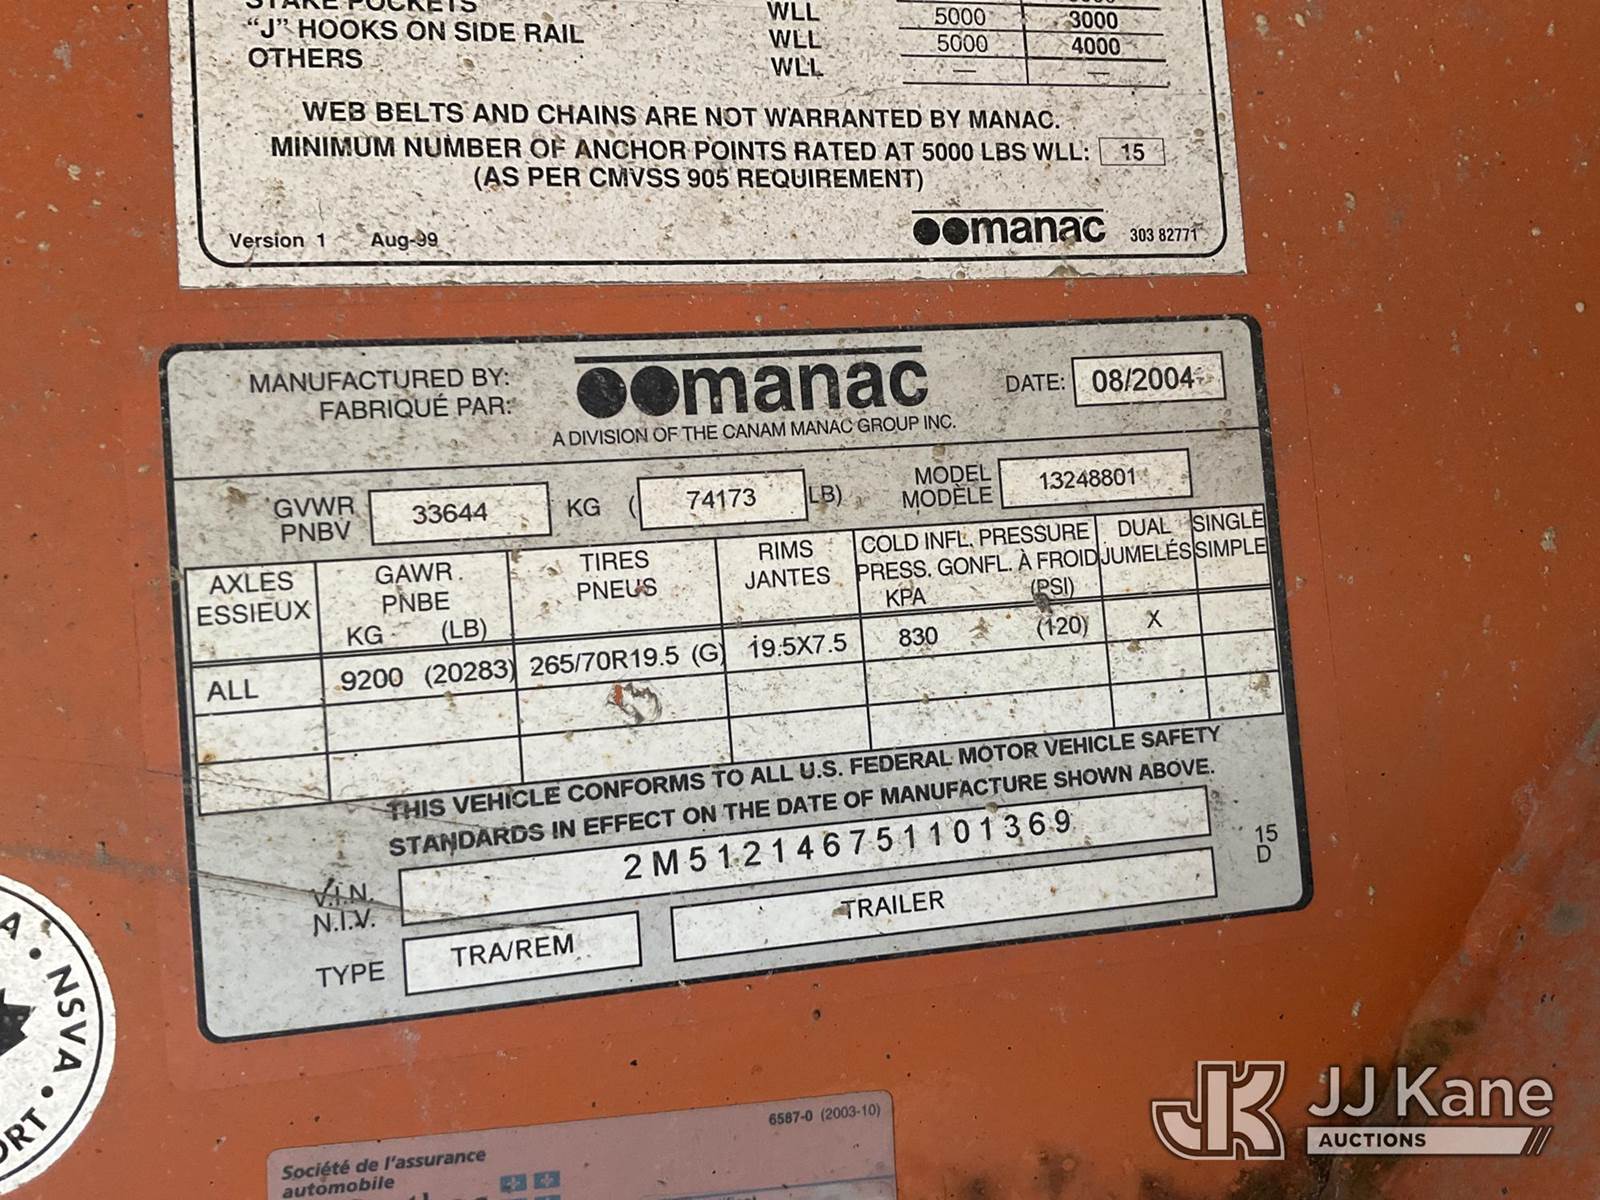 STAKE POCKETS WLL 5000 3000
"J" HOOKS ON SIDE RAIL WLL 5000 4000
OTHERS WLL — —
WEB BELTS AND CHAINS ARE NOT WARRANTED BY MANAC.
MINIMUM NUMBER OF ANCHOR POINTS RATED AT 5000 LBS WLL: 15
(AS PER CMVSS 905 REQUIREMENT)
Version 1 Aug-99 manac 303 82771
MANUFACTURED BY: manac DATE: 08/2004
FABRIQUÉ PAR:
A DIVISION OF THE CANAM MANAC GROUP INC.
GVWR 33644 KG ( 74173 LB) MODEL 13248801
PNBV MODÈLE
AXLES GAWR TIRES RIMS COLD INFL. PRESSURE DUAL SINGLE
ESSIEUX PNBE PNEUS JANTES PRESS. GONFL. À FROID JUMELÉS SIMPLE
KG (LB) KPA (PSI)
ALL 9200 (20283) 265/70R19.5 (G) 19.5X7.5 830 (120) X
THIS VEHICLE CONFORMS TO ALL U.S. FEDERAL MOTOR VEHICLE SAFETY
STANDARDS IN EFFECT ON THE DATE OF MANUFACTURE SHOWN ABOVE.
V.I.N. 2M512146751101369 15
N.I.V. D
TYPE TRA/REM TRAILER
NSVA
6587-0 (2003-10)
Société de l'assurance
automobile
JK JJ Kane
AUCTIONS